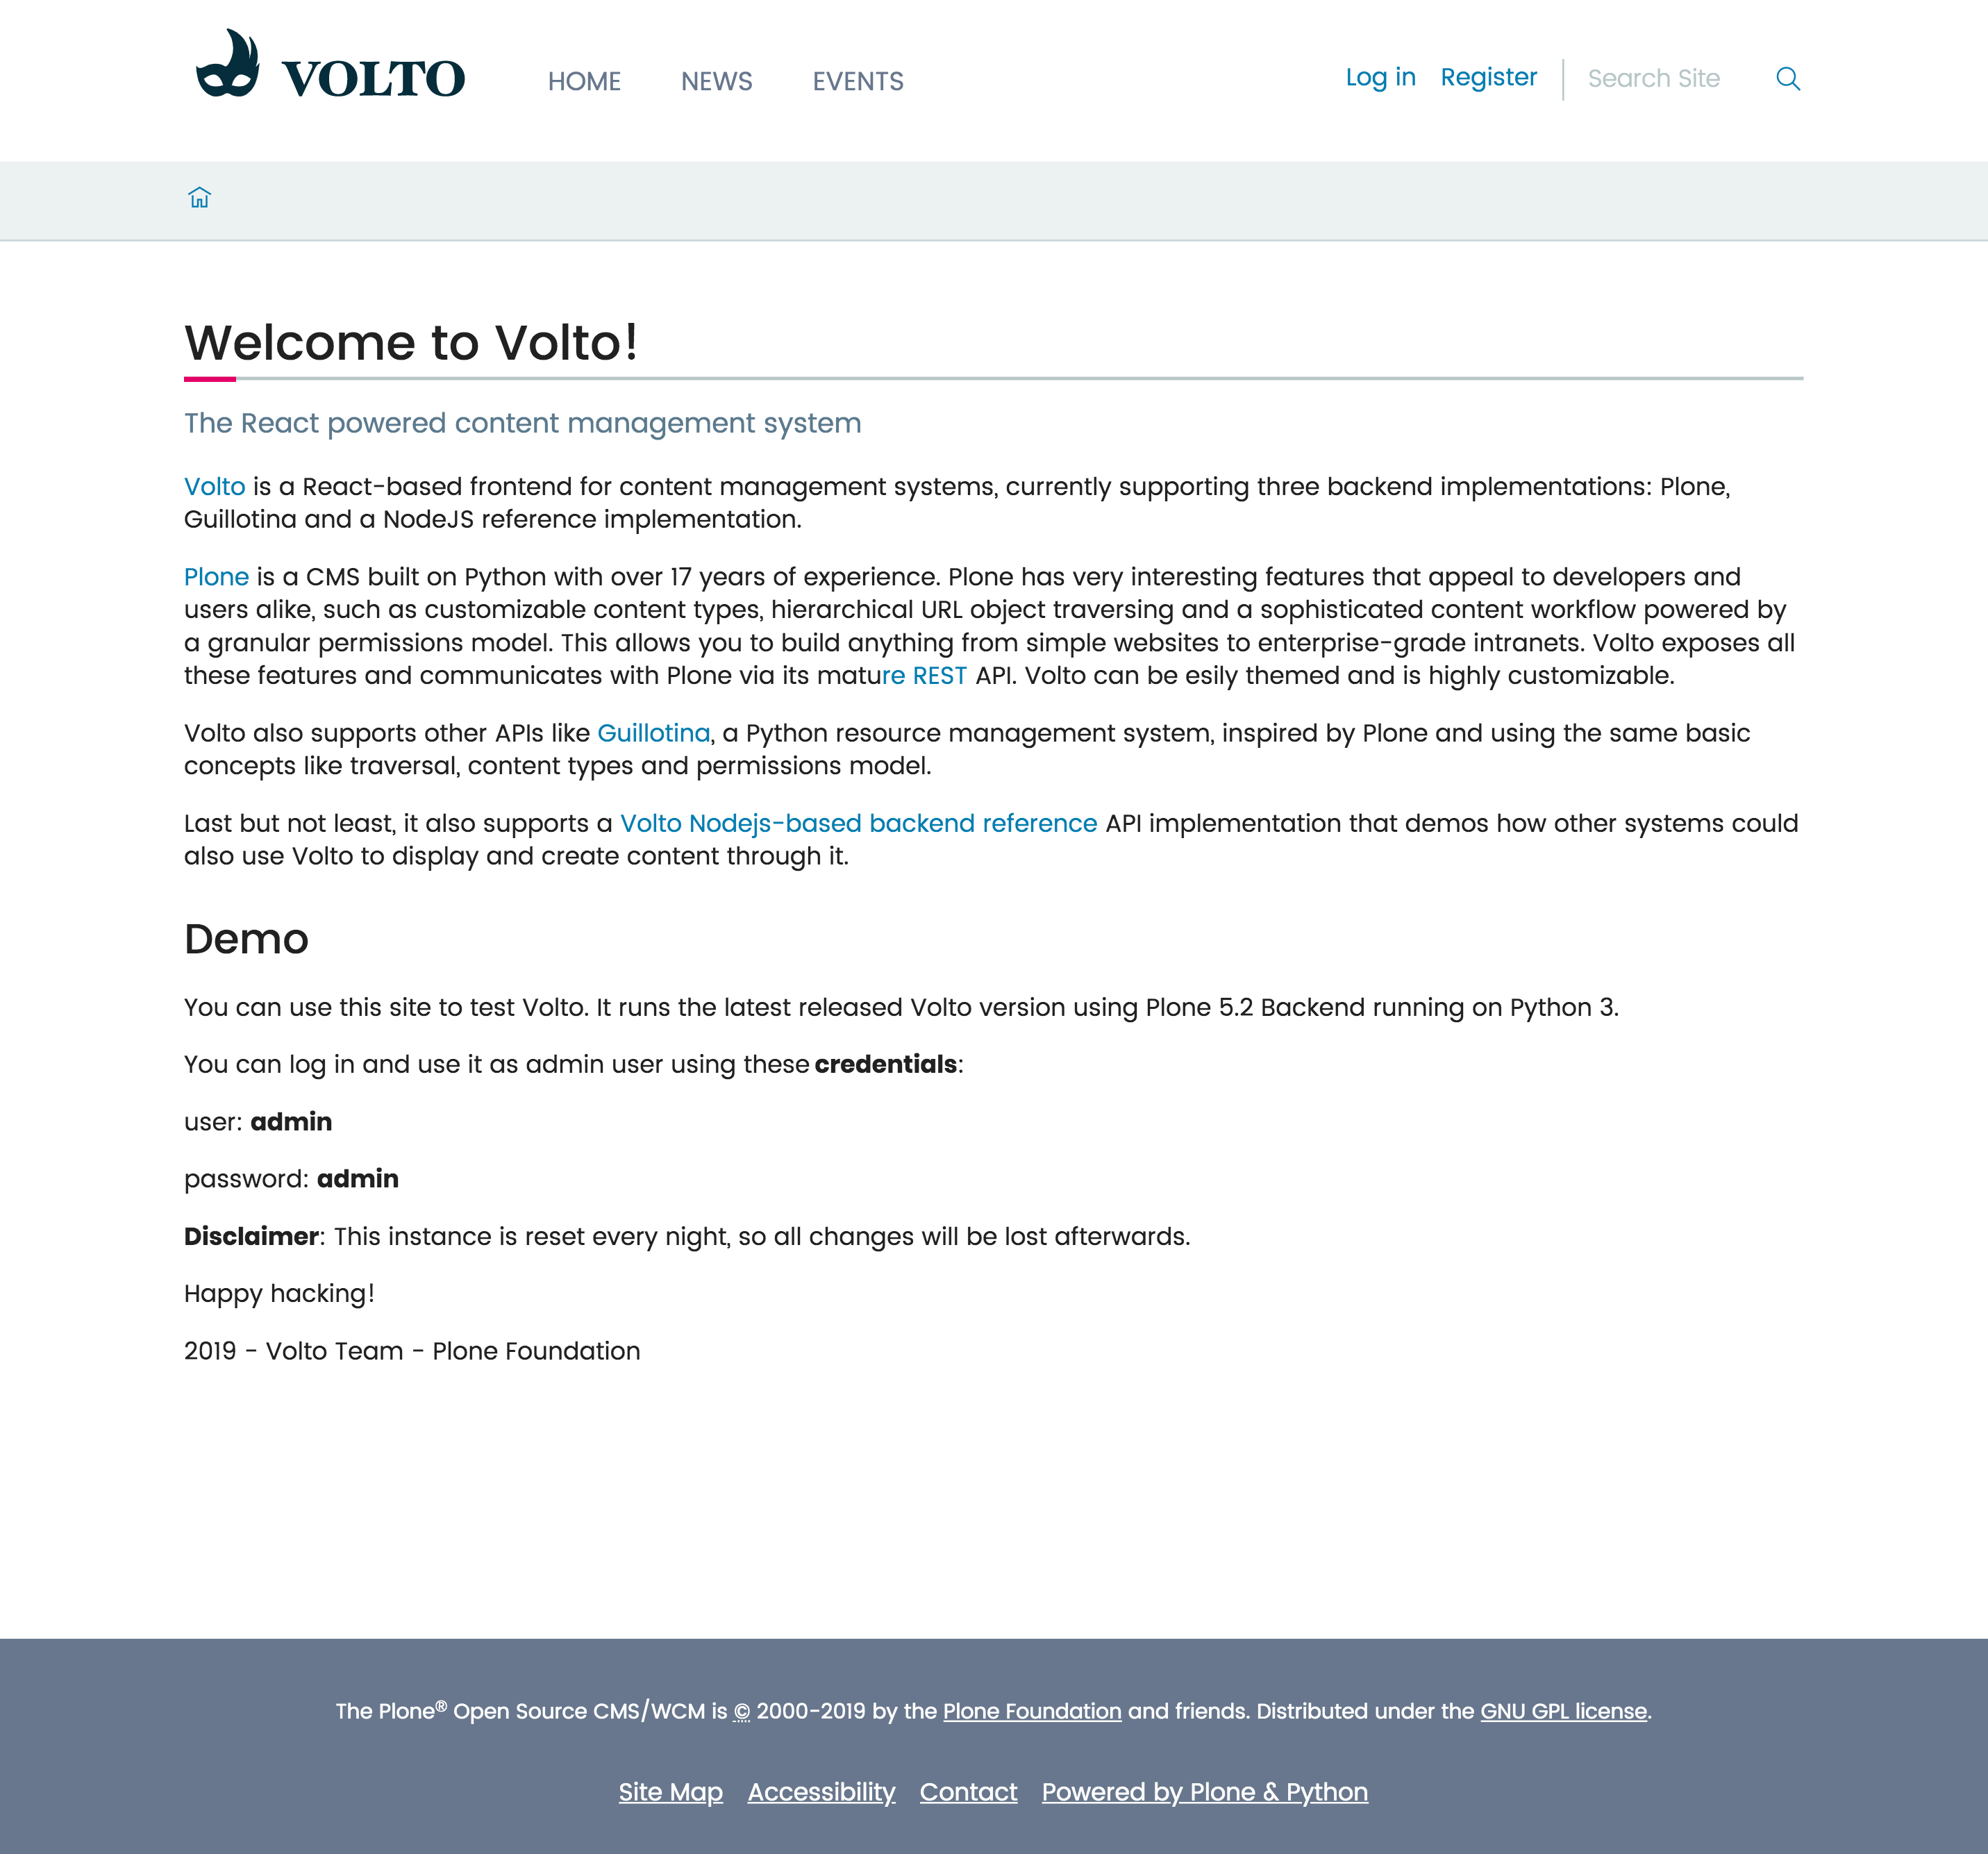 VOLTO
HOME NEWS EVENTS
Log in Register Search Site
Welcome to Volto!
The React powered content management system
Volto is a React-based frontend for content management systems, currently supporting three backend implementations: Plone,
Guillotina and a NodeJS reference implementation.
Plone is a CMS built on Python with over 17 years of experience. Plone has very interesting features that appeal to developers and
users alike, such as customizable content types, hierarchical URL object traversing and a sophisticated content workflow powered by
a granular permissions model. This allows you to build anything from simple websites to enterprise-grade intranets. Volto exposes all
these features and communicates with Plone via its mature REST API. Volto can be esily themed and is highly customizable.
Volto also supports other APIs like Guillotina, a Python resource management system, inspired by Plone and using the same basic
concepts like traversal, content types and permissions model.
Last but not least, it also supports a Volto Nodejs-based backend reference API implementation that demos how other systems could
also use Volto to display and create content through it.
Demo
You can use this site to test Volto. It runs the latest released Volto version using Plone 5.2 Backend running on Python 3.
You can log in and use it as admin user using these credentials:
user: admin
password: admin
Disclaimer: This instance is reset every night, so all changes will be lost afterwards.
Happy hacking!
2019 - Volto Team - Plone Foundation
The Plone® Open Source CMS/WCM is © 2000-2019 by the Plone Foundation and friends. Distributed under the GNU GPL license.
Site Map Accessibility Contact Powered by Plone & Python